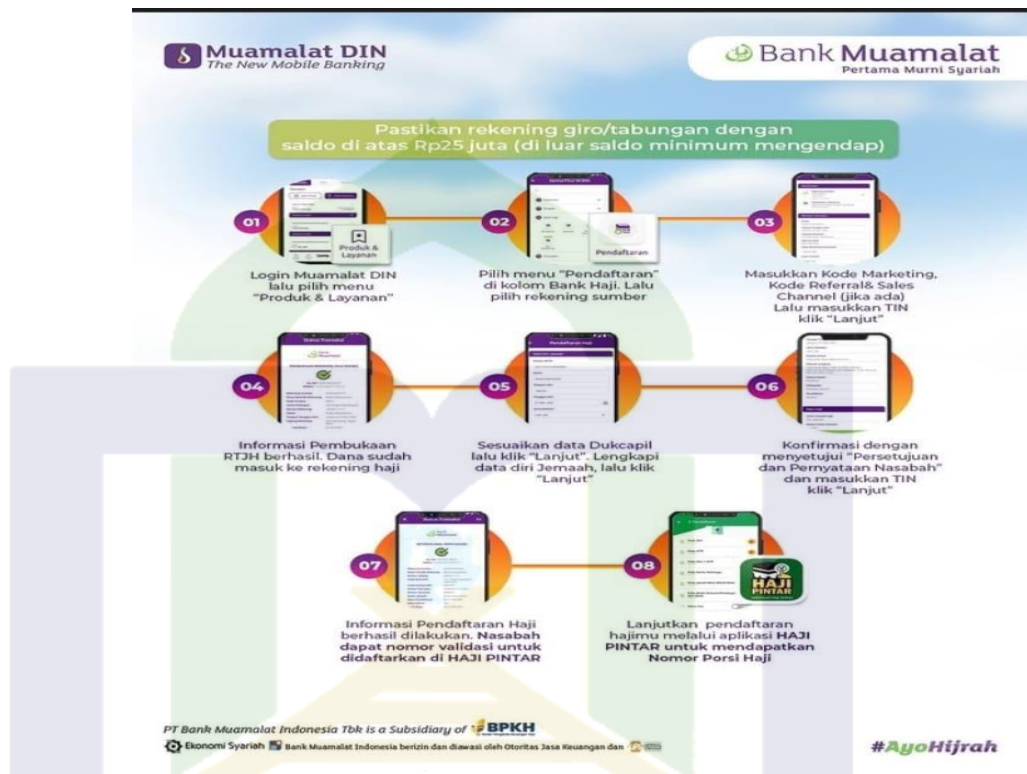 Muamalat DIN
The New Mobile Banking
Bank Muamalat
Pertama Murni Syariah
Pastikan rekening giro/tabungan dengan
saldo di atas Rp25 juta (di luar saldo minimum mengendap)
01
Produk &
Layanan
Login Muamalat DIN
lalu pilih menu
"Produk & Layanan"
02
Pendaftaran
Pilih menu "Pendaftaran"
di kolom Bank Haji. Lalu
pilih rekening sumber
03
Masukkan Kode Marketing,
Kode Referral& Sales
Channel (jika ada)
Lalu masukkan TIN
klik "Lanjut"
04
Informasi Pembukaan
RTJH berhasil. Dana sudah
masuk ke rekening haji
05
Pendaftaran Haji
Sesuaikan data Dukcapil
lalu klik "Lanjut". Lengkapi
data diri Jemaah, lalu klik
"Lanjut"
06
Konfirmasi dengan
menyetujui "Persetujuan
dan Pernyataan Nasabah"
dan masukkan TIN
klik "Lanjut"
07
Informasi Pendaftaran Haji
berhasil dilakukan. Nasabah
dapat nomor validasi untuk
didaftarkan di HAJI PINTAR
08
HAJI
PINTAR
Lanjutkan pendaftaran
hajimu melalui aplikasi HAJI
PINTAR untuk mendapatkan
Nomor Porsi Haji
PT Bank Muamalat Indonesia Tbk is a Subsidiary of BPKH
Ekonomi Syariah Bank Muamalat Indonesia berizin dan diawasi oleh Otoritas Jasa Keuangan dan
#AyoHijrah